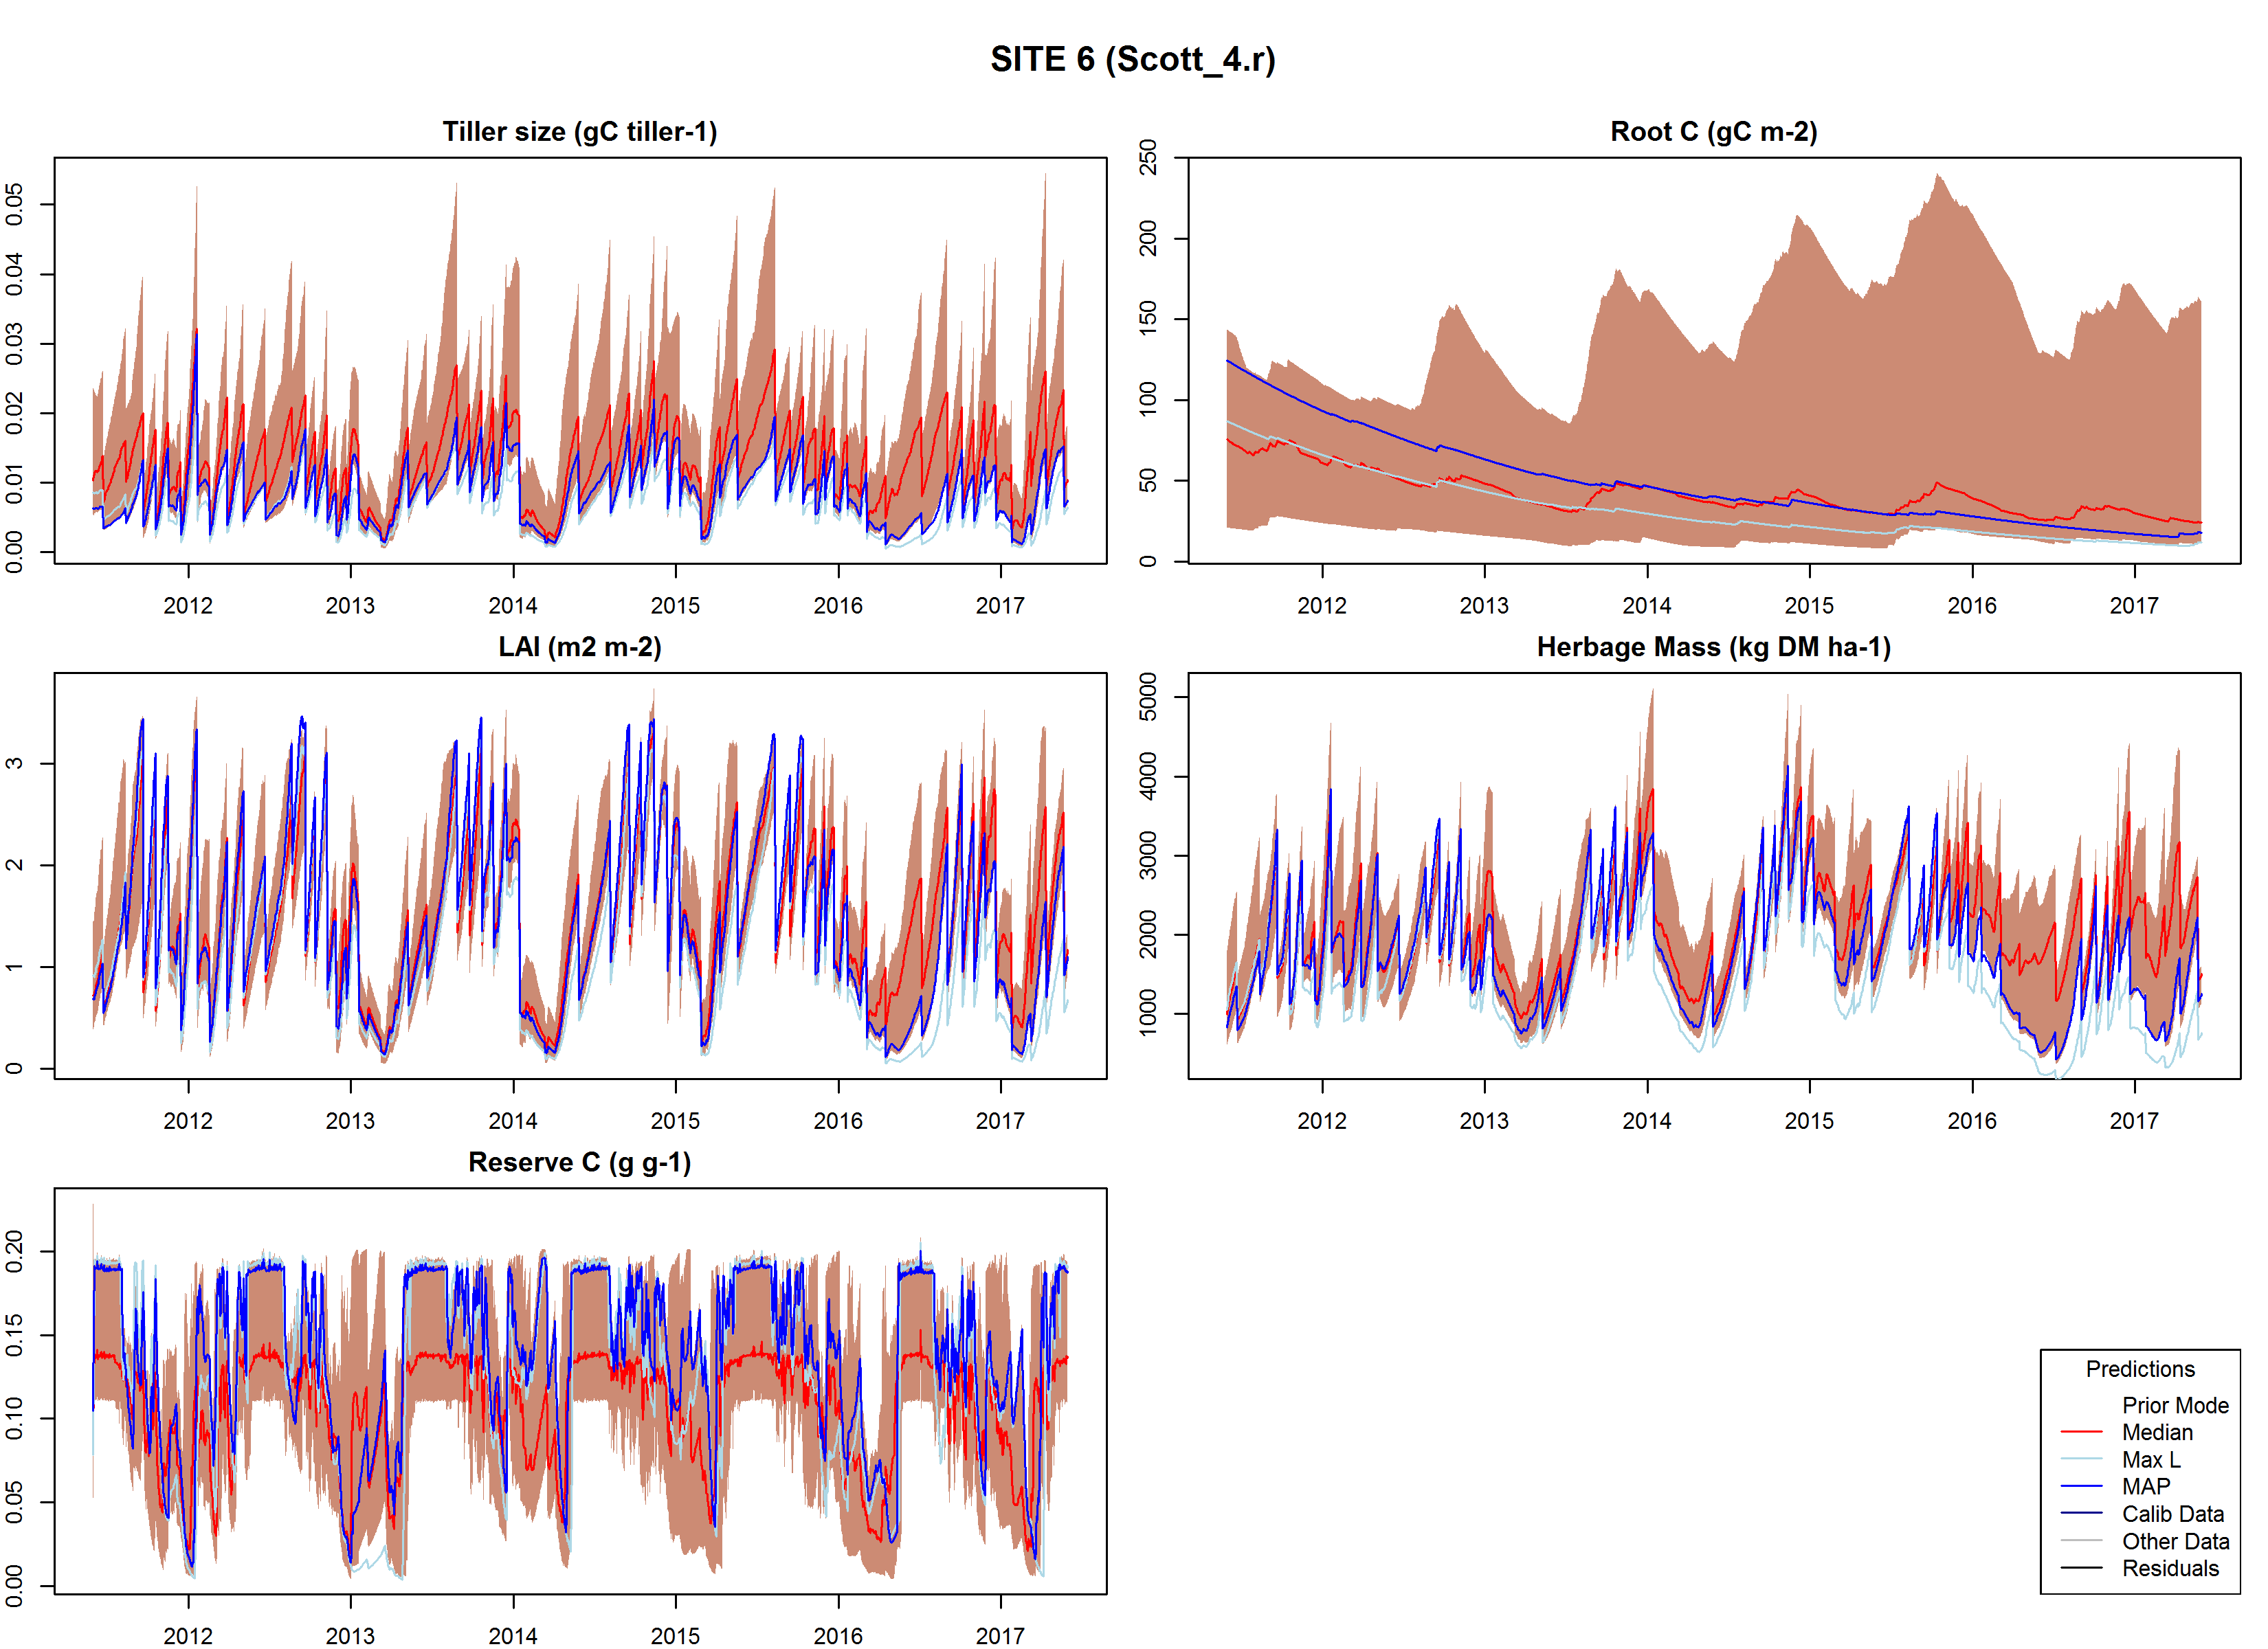 SITE 6 (Scott_4.r)
Tiller size (gC tiller-1)
0.00 0.01 0.02 0.03 0.04 0.05
2012 2013 2014 2015 2016 2017
Root C (gC m-2)
0 50 100 150 200 250
2012 2013 2014 2015 2016 2017
LAI (m2 m-2)
0 1 2 3
2012 2013 2014 2015 2016 2017
Herbage Mass (kg DM ha-1)
1000 2000 3000 4000 5000
2012 2013 2014 2015 2016 2017
Reserve C (g g-1)
0.00 0.05 0.10 0.15 0.20
2012 2013 2014 2015 2016 2017
Predictions
Prior Mode
Median
Max L
MAP
Calib Data
Other Data
Residuals